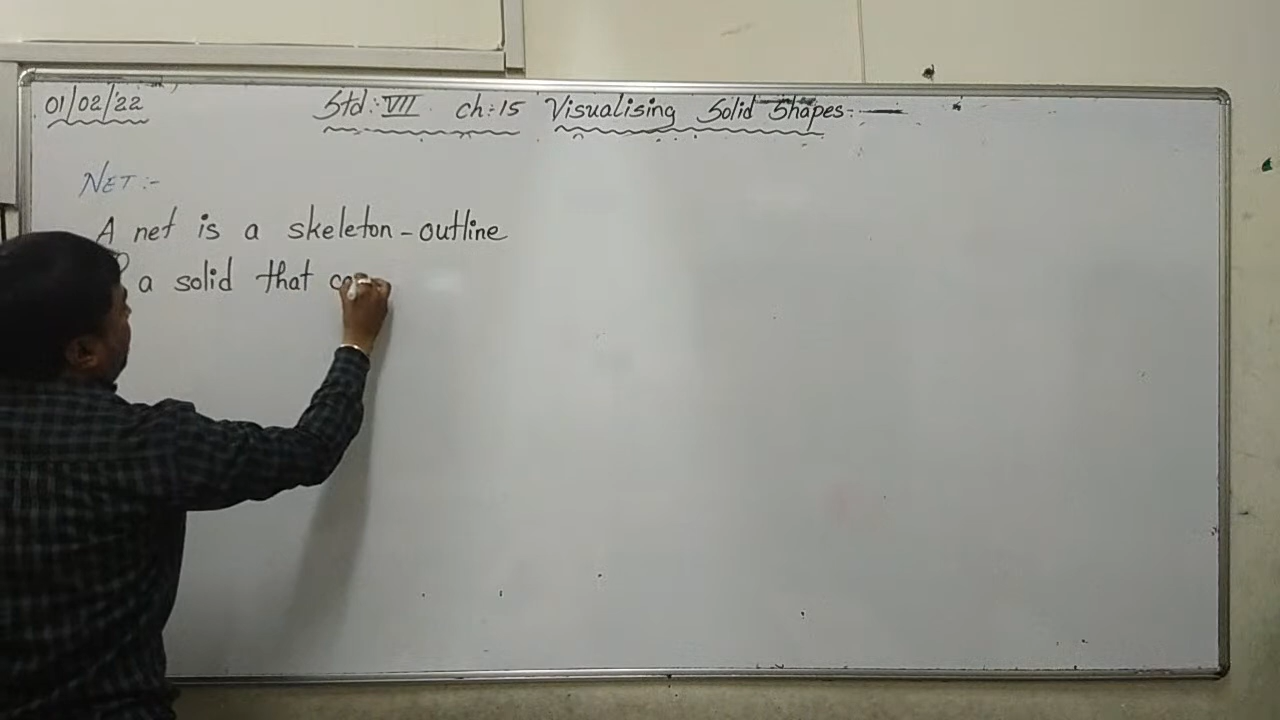 01/02/22 Std: VII ch:15 Visualising Solid Shapes:-
NET:-
A net is a skeleton-outline
a solid that